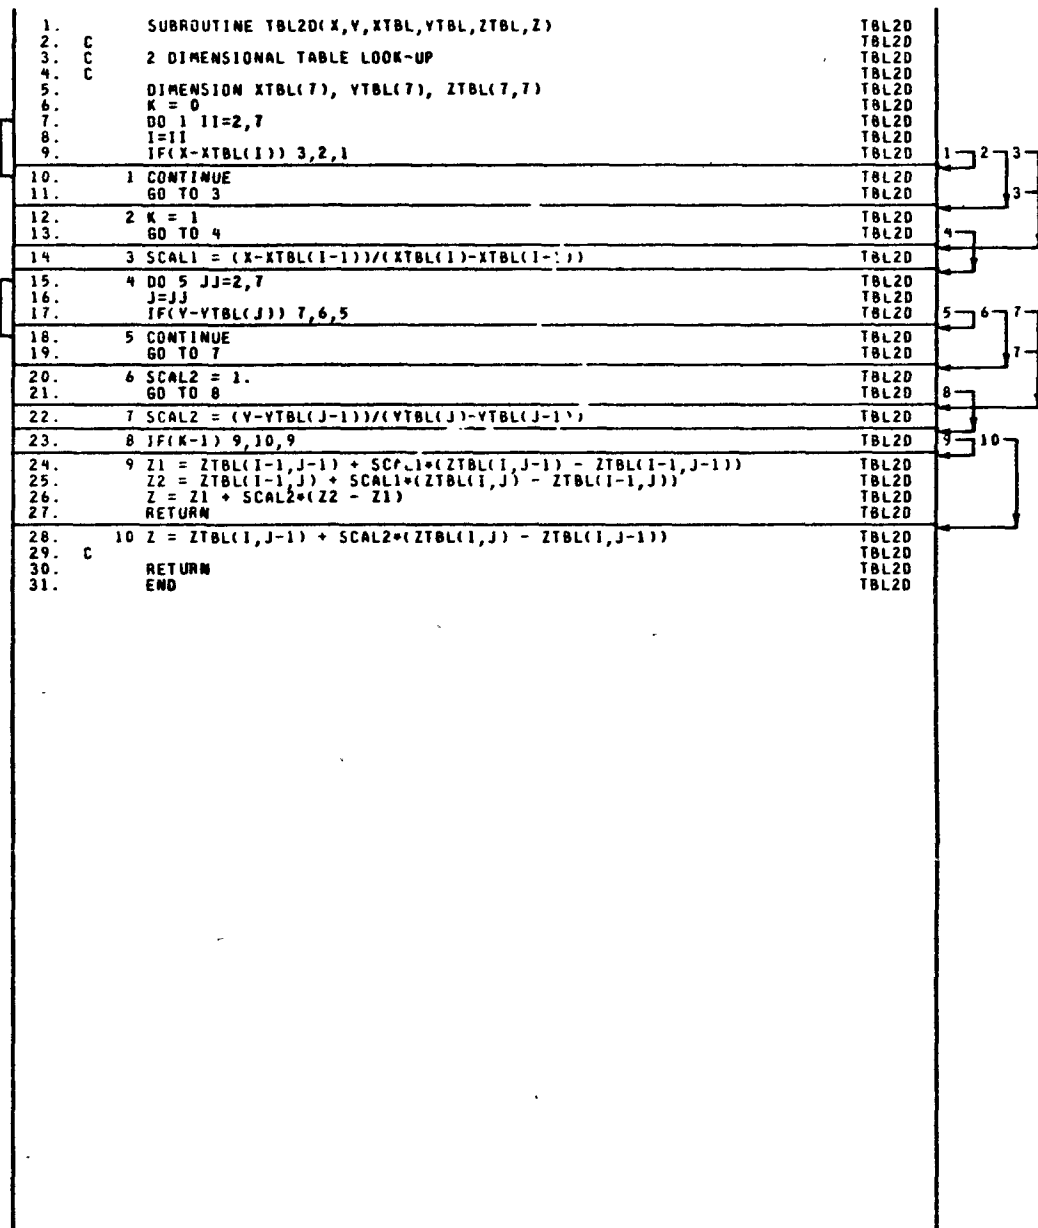 1. SUBROUTINE TBL2D(X,Y,XTBL,YTBL,ZTBL,Z) TBL2D
2. C TBL2D
3. C 2 DIMENSIONAL TABLE LOOK-UP TBL2D
4. C TBL2D
5. DIMENSION XTBL(7), YTBL(7), ZTBL(7,7) TBL2D
6. K = 0 TBL2D
7. DO 1 II=2,7 TBL2D
8. I=II TBL2D
9. IF(X-XTBL(I)) 3,2,1 TBL2D 1 2 3
10. 1 CONTINUE TBL2D
11. GO TO 3 TBL2D 3
12. 2 K = 1 TBL2D
13. GO TO 4 TBL2D 4
14 3 SCAL1 = (X-XTBL(I-1))/(XTBL(I)-XTBL(I-1)) TBL2D
15. 4 DO 5 JJ=2,7 TBL2D
16. J=JJ TBL2D
17. IF(Y-YTBL(J)) 7,6,5 TBL2D 5 6 7
18. 5 CONTINUE TBL2D
19. GO TO 7 TBL2D 7
20. 6 SCAL2 = 1. TBL2D
21. GO TO 8 TBL2D 8
22. 7 SCAL2 = (Y-YTBL(J-1))/(YTBL(J)-YTBL(J-1)) TBL2D
23. 8 IF(K-1) 9,10,9 TBL2D 9 10
24. 9 Z1 = ZTBL(I-1,J-1) + SCAL1*(ZTBL(I,J-1) - ZTBL(I-1,J-1)) TBL2D
25. Z2 = ZTBL(I-1,J) + SCAL1*(ZTBL(I,J) - ZTBL(I-1,J)) TBL2D
26. Z = Z1 + SCAL2*(Z2 - Z1) TBL2D
27. RETURN TBL2D
28. 10 Z = ZTBL(I,J-1) + SCAL2*(ZTBL(I,J) - ZTBL(I,J-1)) TBL2D
29. C TBL2D
30. RETURN TBL2D
31. END TBL2D